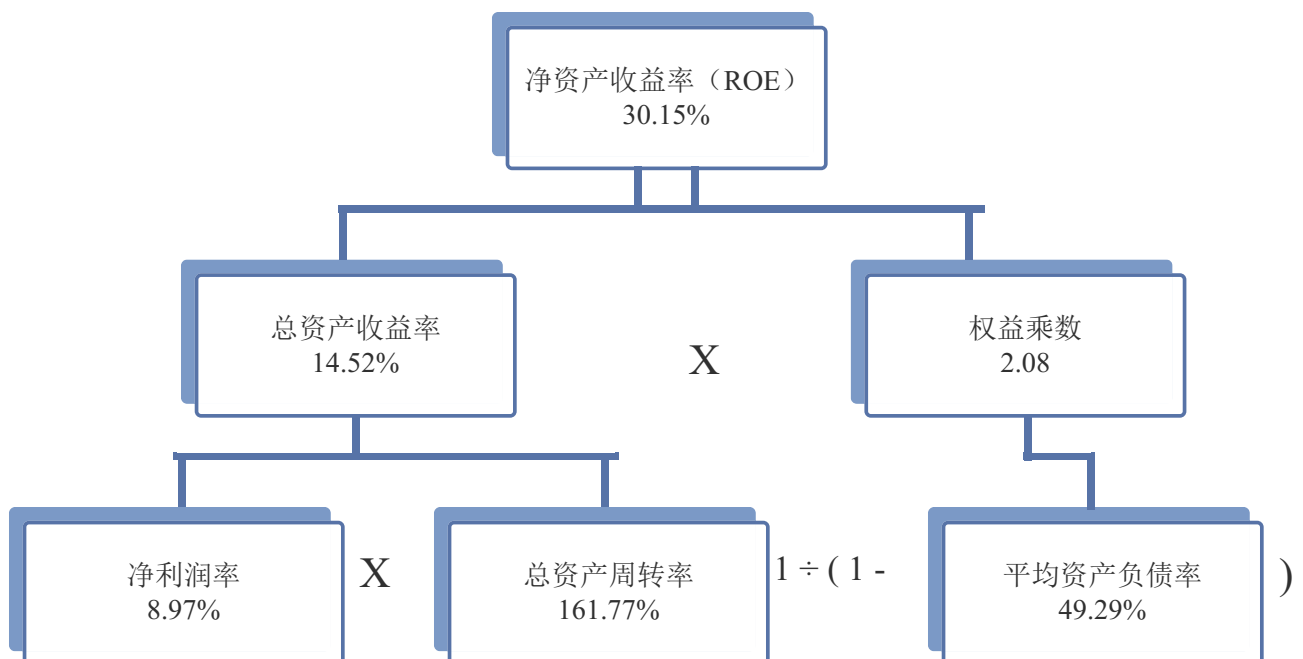 净资产收益率（ROE）
30.15%
总资产收益率
14.52%
X
权益乘数
2.08
净利润率
8.97%
X
总资产周转率
161.77%
1 ÷ ( 1 -
平均资产负债率
49.29%
)